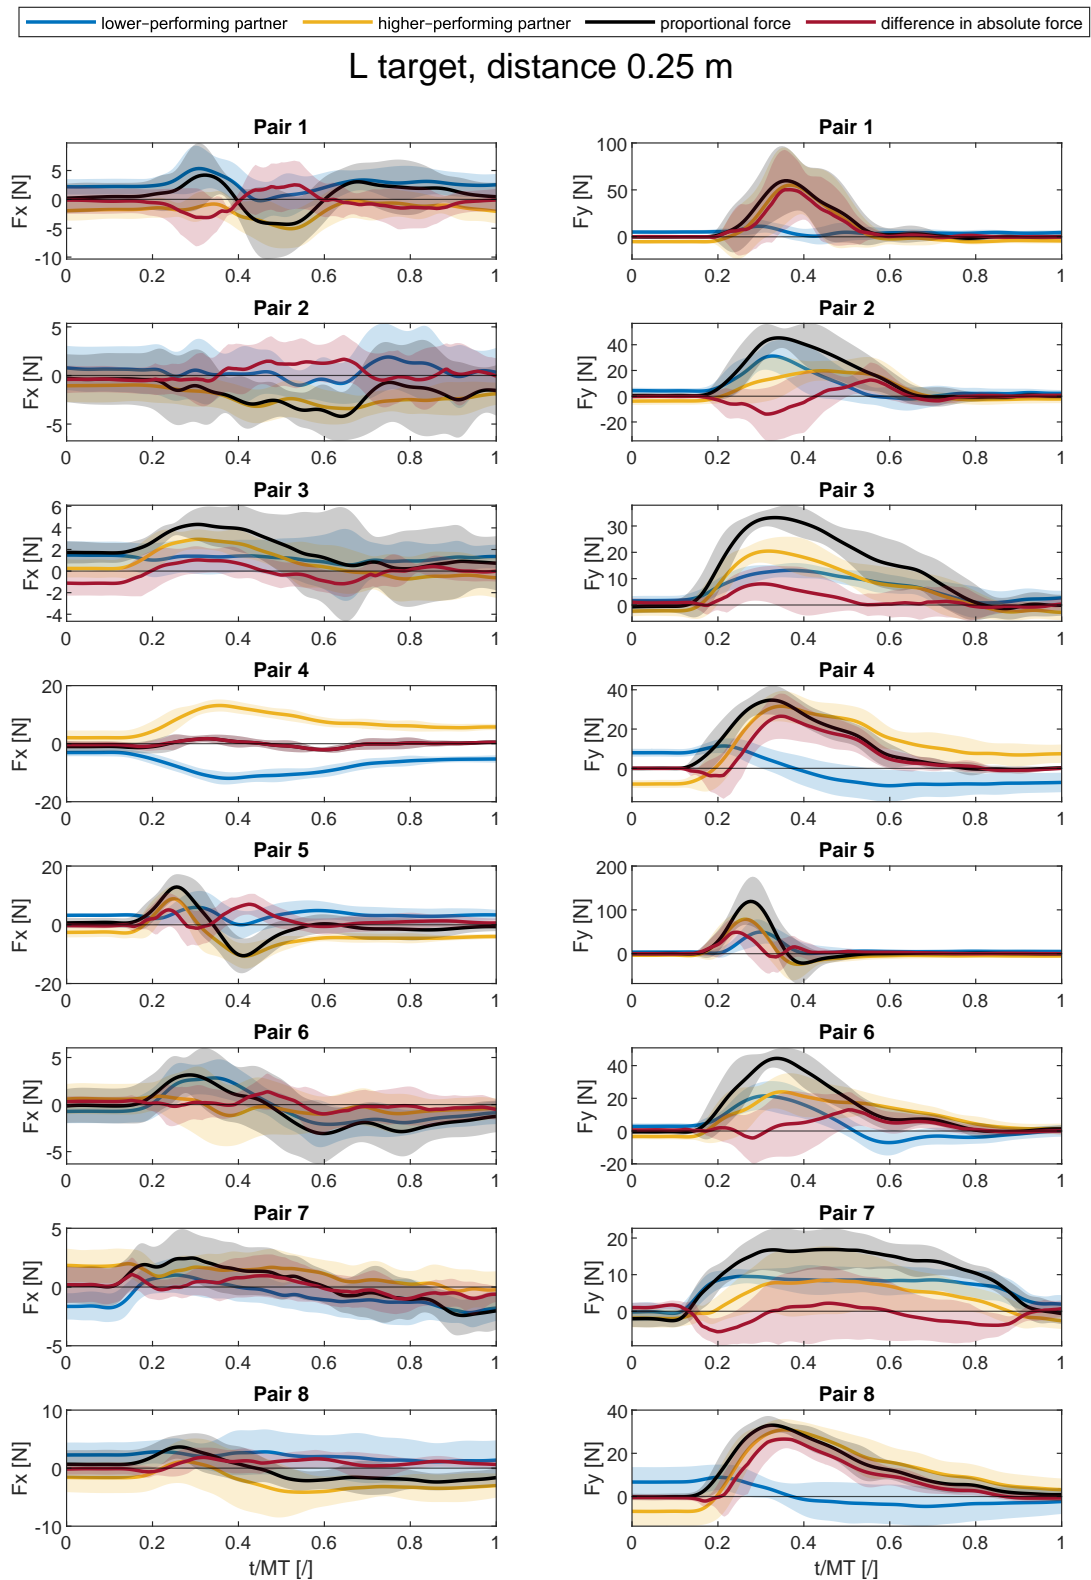 lower-performing partner higher-performing partner proportional force difference in absolute force
L target, distance 0.25 m
Pair 1 Pair 1
Fx [N] 5 0 -5 -10
Fy [N] 100 50 0
0 0.2 0.4 0.6 0.8 1 0 0.2 0.4 0.6 0.8 1
Pair 2 Pair 2
Fx [N] 5 0 -5
Fy [N] 40 20 0 -20
0 0.2 0.4 0.6 0.8 1 0 0.2 0.4 0.6 0.8 1
Pair 3 Pair 3
Fx [N] 6 4 2 0 -2 -4
Fy [N] 30 20 10 0
0 0.2 0.4 0.6 0.8 1 0 0.2 0.4 0.6 0.8 1
Pair 4 Pair 4
Fx [N] 20 0 -20
Fy [N] 40 20 0
0 0.2 0.4 0.6 0.8 1 0 0.2 0.4 0.6 0.8 1
Pair 5 Pair 5
Fx [N] 20 0 -20
Fy [N] 200 100 0
0 0.2 0.4 0.6 0.8 1 0 0.2 0.4 0.6 0.8 1
Pair 6 Pair 6
Fx [N] 5 0 -5
Fy [N] 40 20 0 -20
0 0.2 0.4 0.6 0.8 1 0 0.2 0.4 0.6 0.8 1
Pair 7 Pair 7
Fx [N] 5 0 -5
Fy [N] 20 10 0
0 0.2 0.4 0.6 0.8 1 0 0.2 0.4 0.6 0.8 1
Pair 8 Pair 8
Fx [N] 10 0 -10
Fy [N] 40 20 0
0 0.2 0.4 0.6 0.8 1 0 0.2 0.4 0.6 0.8 1
t/MT [/] t/MT [/]